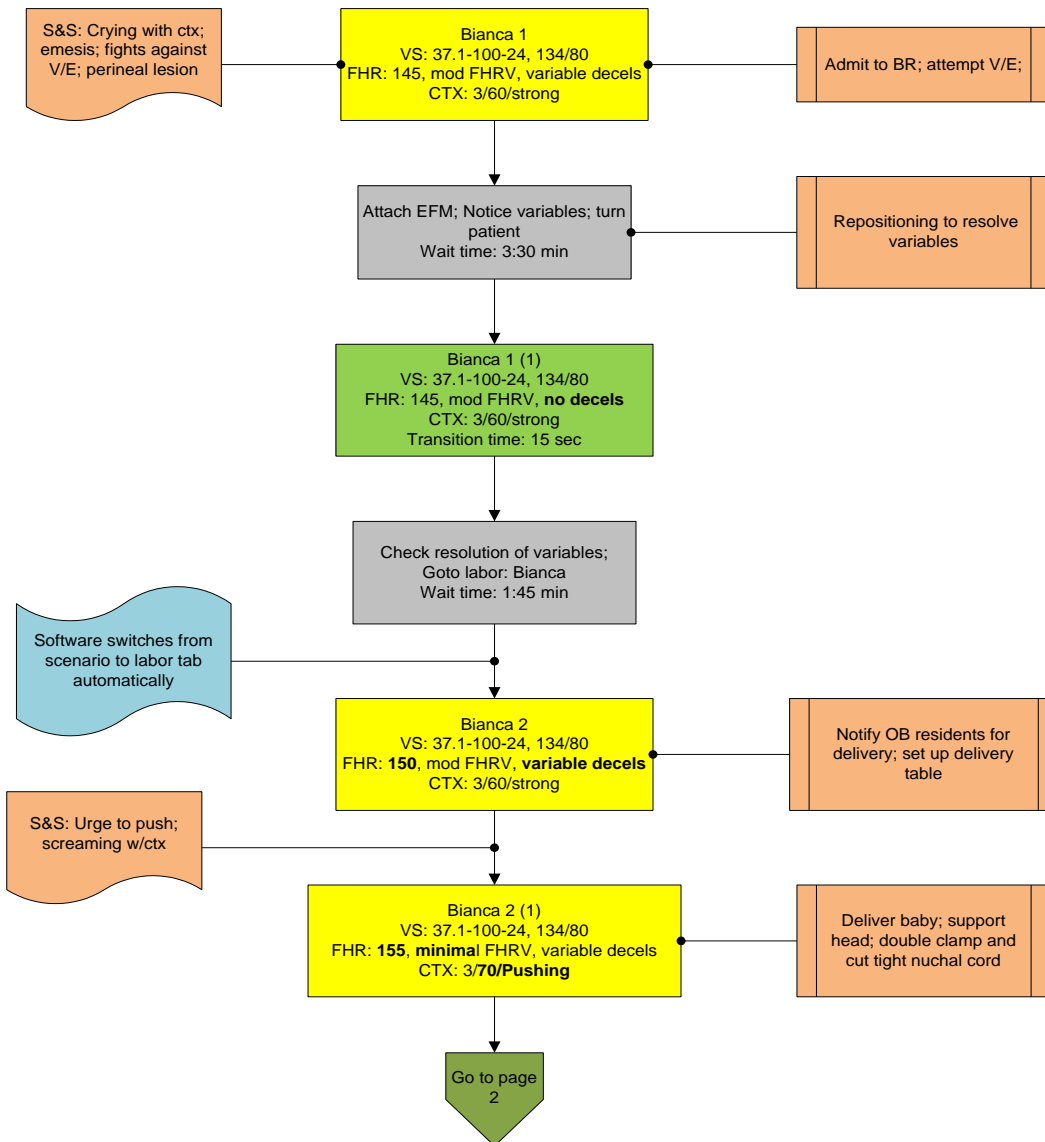 S&S: Crying with ctx;
emesis; fights against
V/E; perineal lesion
Bianca 1
VS: 37.1-100-24, 134/80
FHR: 145, mod FHRV, variable decels
CTX: 3/60/strong
Admit to BR; attempt V/E;
Attach EFM; Notice variables; turn
patient
Wait time: 3:30 min
Repositioning to resolve
variables
Bianca 1 (1)
VS: 37.1-100-24, 134/80
FHR: 145, mod FHRV, no decels
CTX: 3/60/strong
Transition time: 15 sec
Check resolution of variables;
Goto labor: Bianca
Wait time: 1:45 min
Software switches from
scenario to labor tab
automatically
Bianca 2
VS: 37.1-100-24, 134/80
FHR: 150, mod FHRV, variable decels
CTX: 3/60/strong
Notify OB residents for
delivery; set up delivery
table
S&S: Urge to push;
screaming w/ctx
Bianca 2 (1)
VS: 37.1-100-24, 134/80
FHR: 155, minimal FHRV, variable decels
CTX: 3/70/Pushing
Deliver baby; support
head; double clamp and
cut tight nuchal cord
Go to page
2